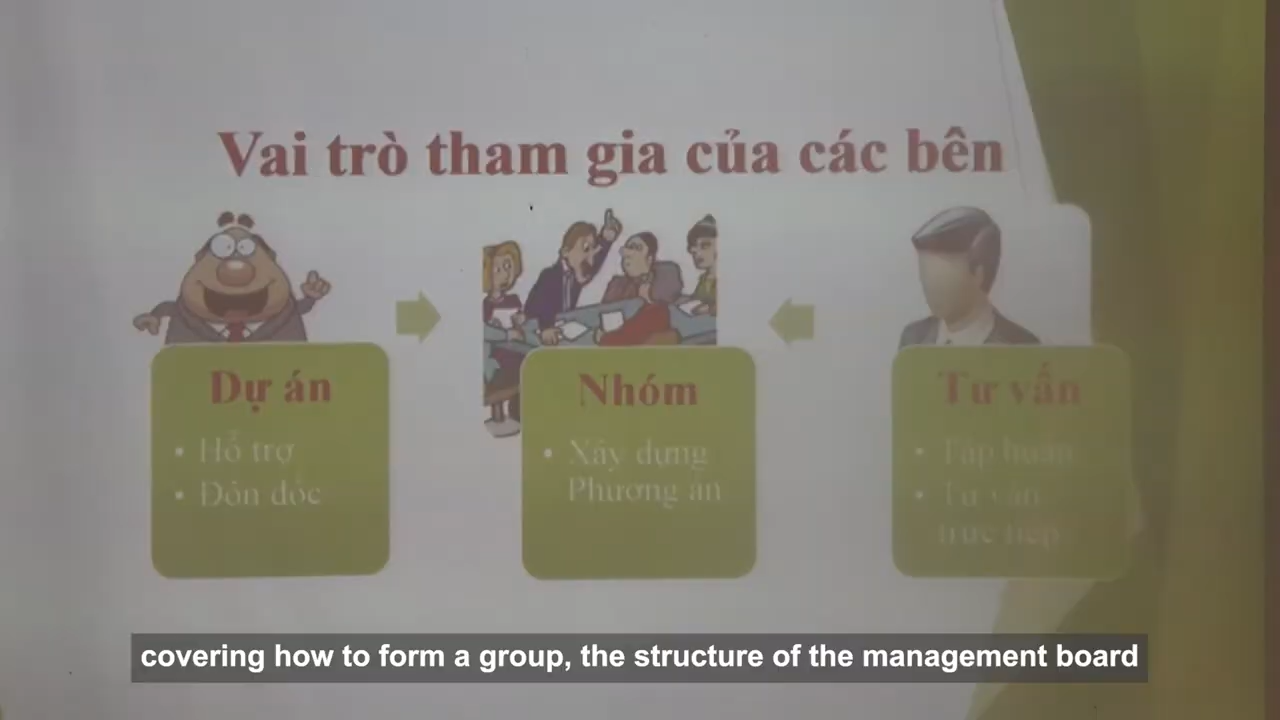 Vai trò tham gia của các bên
Dự án
• Hỗ trợ
• Đôn đốc
Nhóm
• Xây dựng
Phương án
Tư vấn
• Tập huấn
• Tư vấn
trực tiếp
covering how to form a group, the structure of the management board